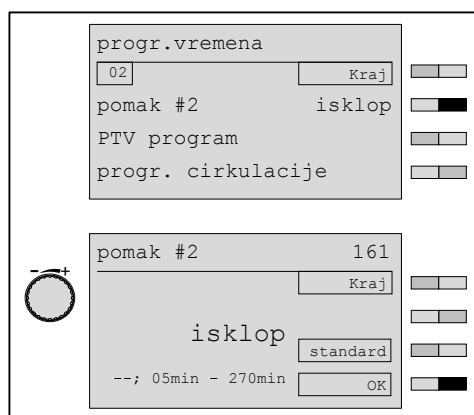 progr.vremena
02 Kraj
pomak #2 isklop
PTV program
progr. cirkulacije
pomak #2 161
Kraj
- +
isklop
standard
--; 05min - 270min OK